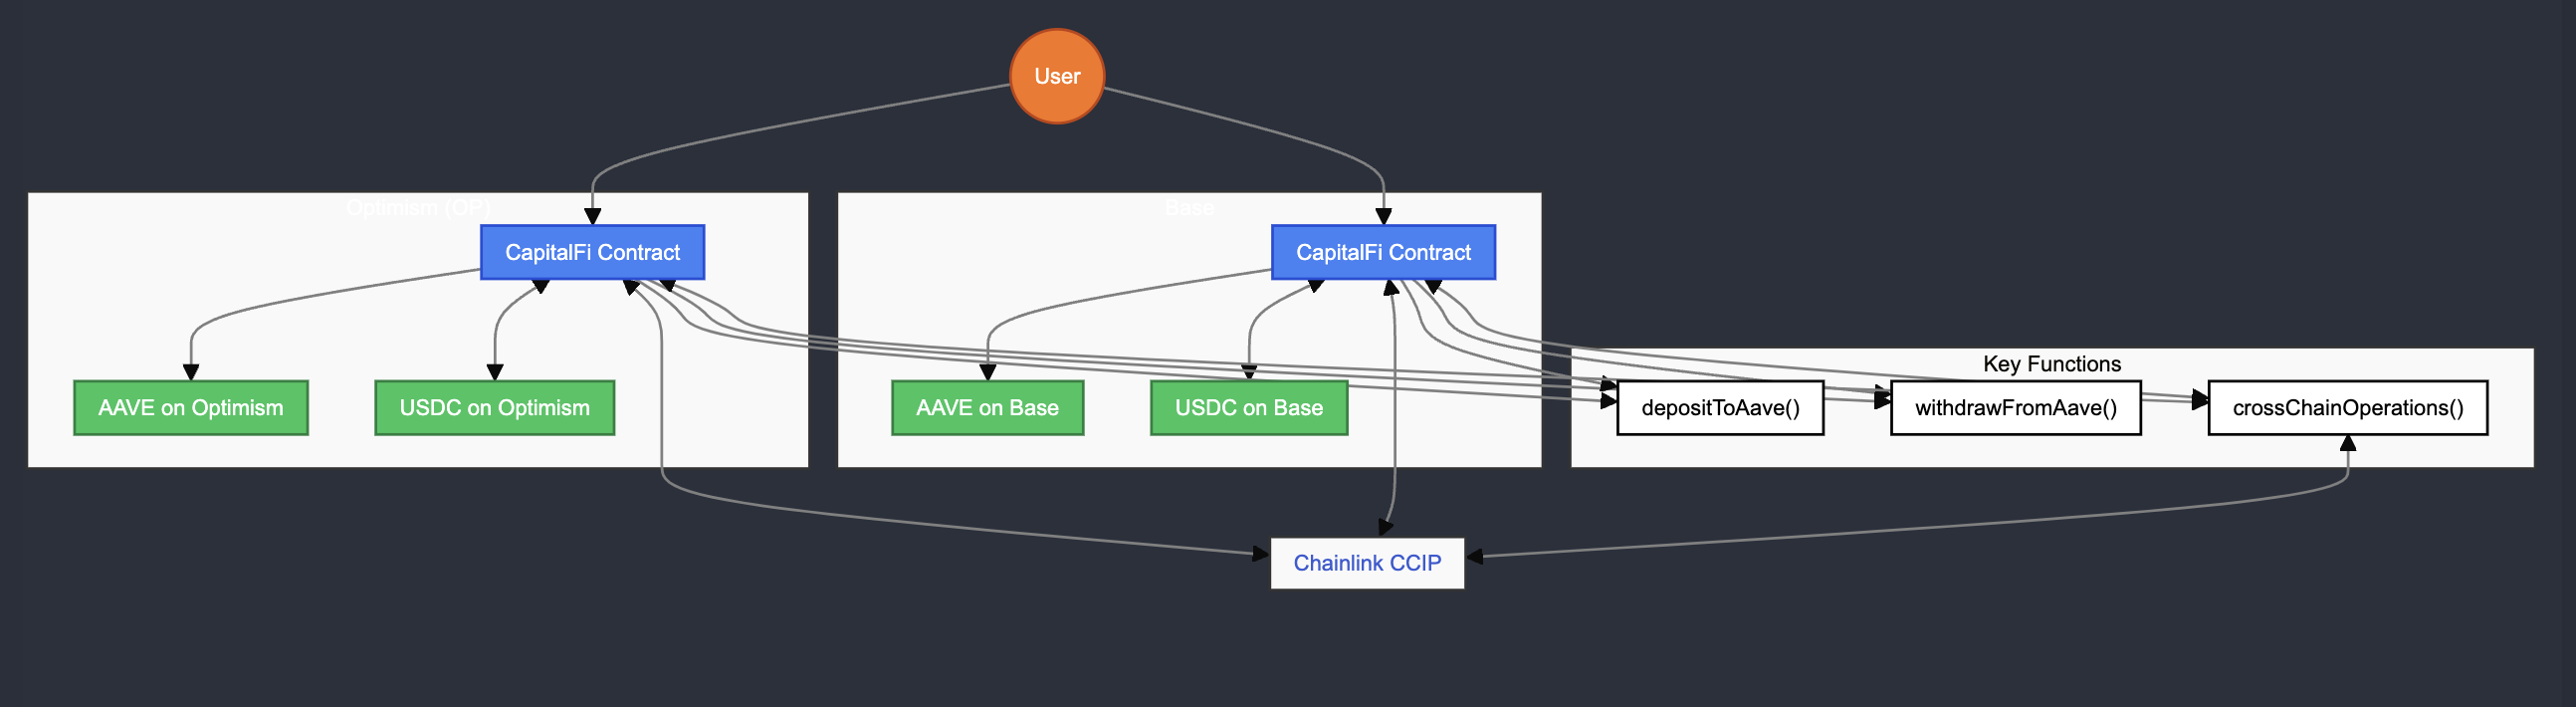 User
Optimism (OP)
Base
CapitalFi Contract
CapitalFi Contract
Key Functions
AAVE on Optimism
USDC on Optimism
AAVE on Base
USDC on Base
depositToAave()
withdrawFromAave()
crossChainOperations()
Chainlink CCIP